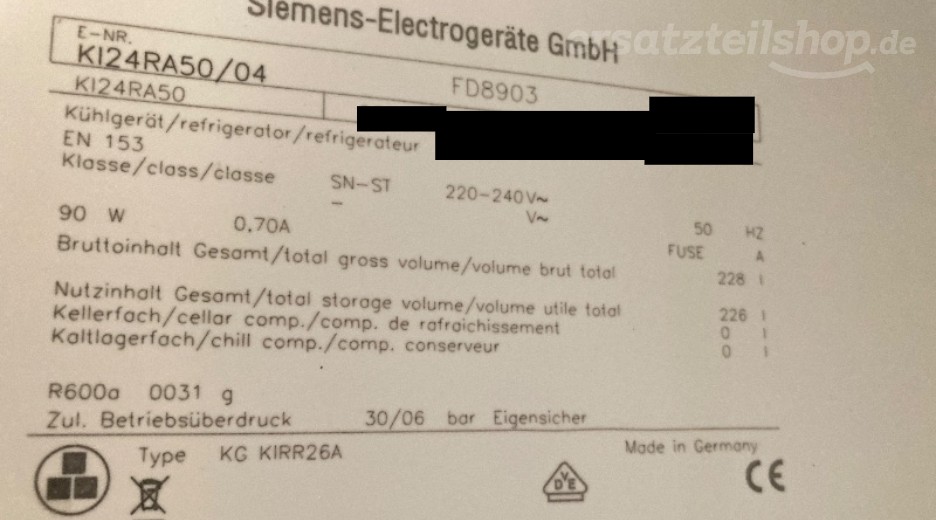 Siemens-Electrogeräte GmbH
ersatzteilshop.de
E-NR.
KI24RA50/04
FD8903
KI24RA50
Kühlgerät/refrigerator/refrigerateur
EN 153
Klasse/class/classe SN-ST 220-240V~
- V~
90 W 0,70A 50 HZ
FUSE A
Bruttoinhalt Gesamt/total gross volume/volume brut total 228 l
Nutzinhalt Gesamt/total storage volume/volume utile total 226 l
Kellerfach/cellar comp./comp. de rafraichissement 0 l
Kaltlagerfach/chill comp./comp. conserveur 0 l
R600a 0031 g
Zul. Betriebsüberdruck 30/06 bar Eigensicher
Type KG KIRR26A
Made in Germany
DVE
CE